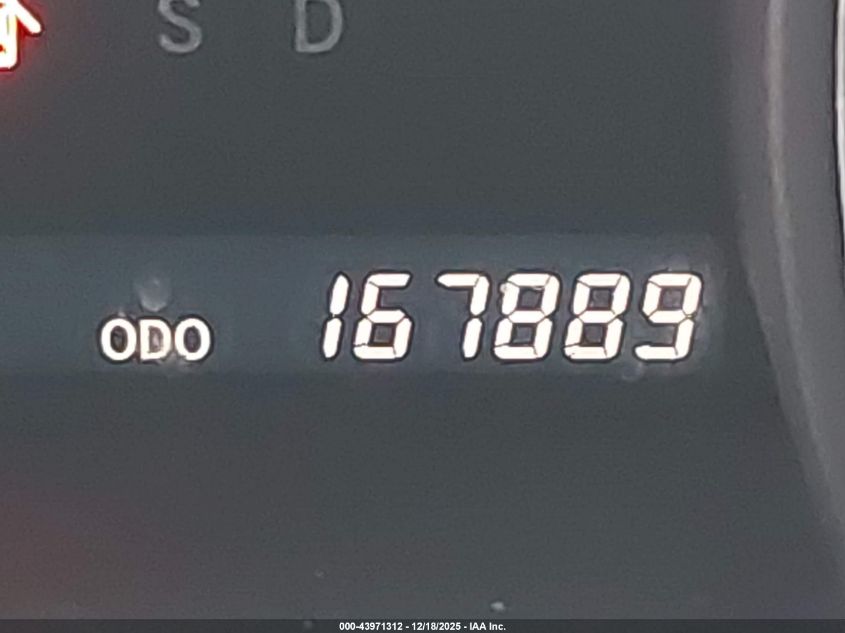 S D
ODO 167889
000-43971312 - 12/18/2025 - IAA Inc.